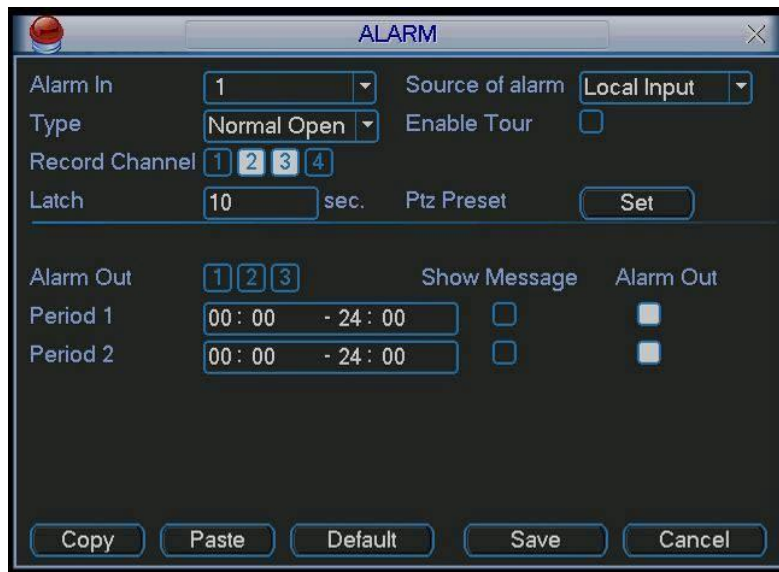 ALARM
Alarm In 1 Source of alarm Local Input
Type Normal Open Enable Tour
Record Channel 1 2 3 4
Latch 10 sec. Ptz Preset Set
Alarm Out 1 2 3 Show Message Alarm Out
Period 1 00: 00 - 24: 00
Period 2 00: 00 - 24: 00
Copy Paste Default Save Cancel